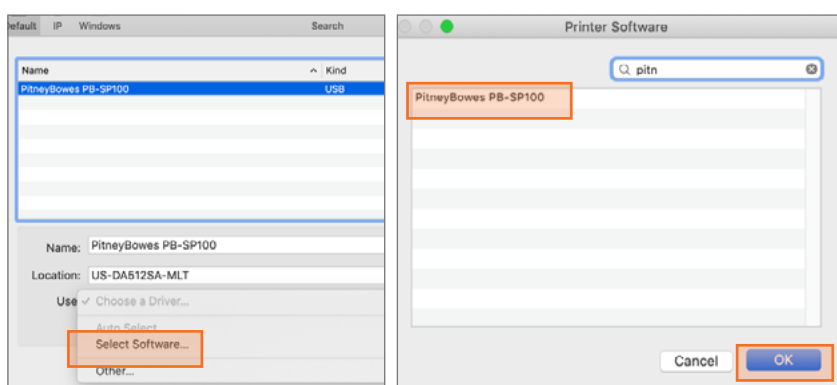 Default IP Windows Search
Name Kind
PitneyBowes PB-SP100 USB
Name: PitneyBowes PB-SP100
Location: US-DA512SA-MLT
Use ✓ Choose a Driver...
Auto Select
Select Software...
Other...
Printer Software
pitn
PitneyBowes PB-SP100
Cancel OK